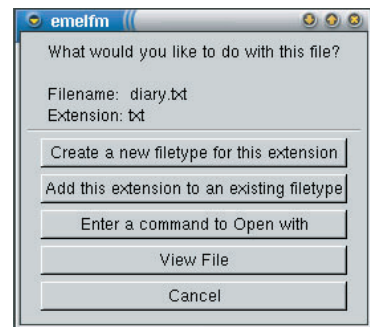 emelfm
What would you like to do with this file?
Filename: diary.txt
Extension: txt
Create a new filetype for this extension
Add this extension to an existing filetype
Enter a command to Open with
View File
Cancel